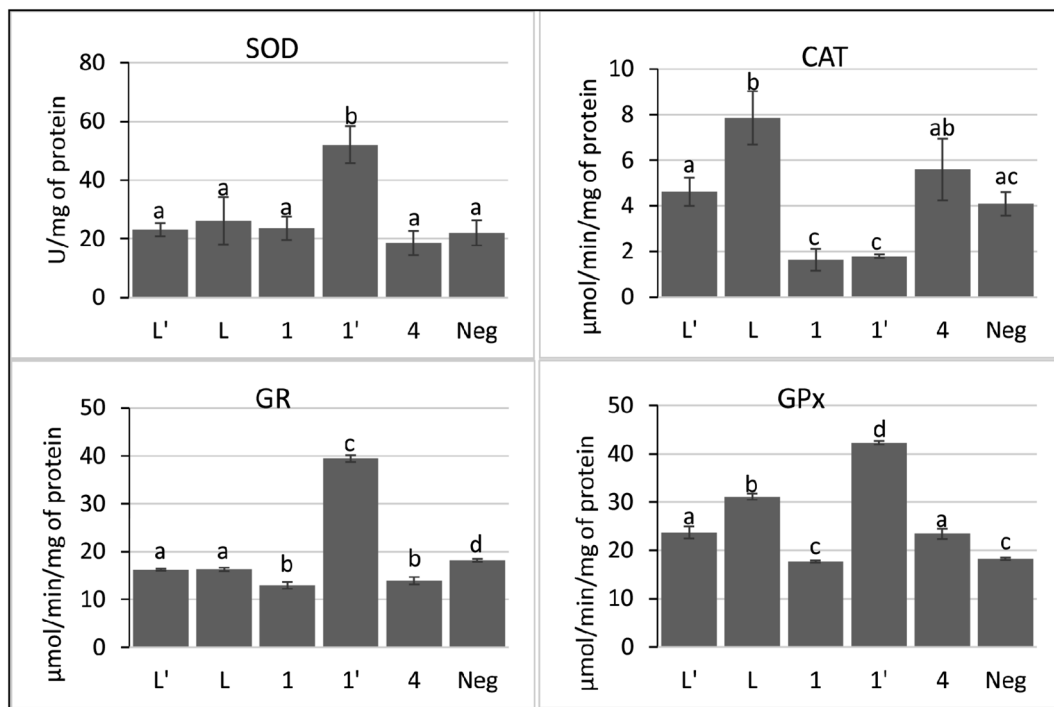 SOD
U/mg of protein
80
60
40
20
0
a
a
a
b
a
a
L' L 1 1' 4 Neg
CAT
µmol/min/mg of protein
10
8
6
4
2
0
a
b
c
c
ab
ac
L' L 1 1' 4 Neg
GR
µmol/min/mg of protein
50
40
30
20
10
0
a
a
b
c
b
d
L' L 1 1' 4 Neg
GPx
µmol/min/mg of protein
50
40
30
20
10
0
a
b
c
d
a
c
L' L 1 1' 4 Neg